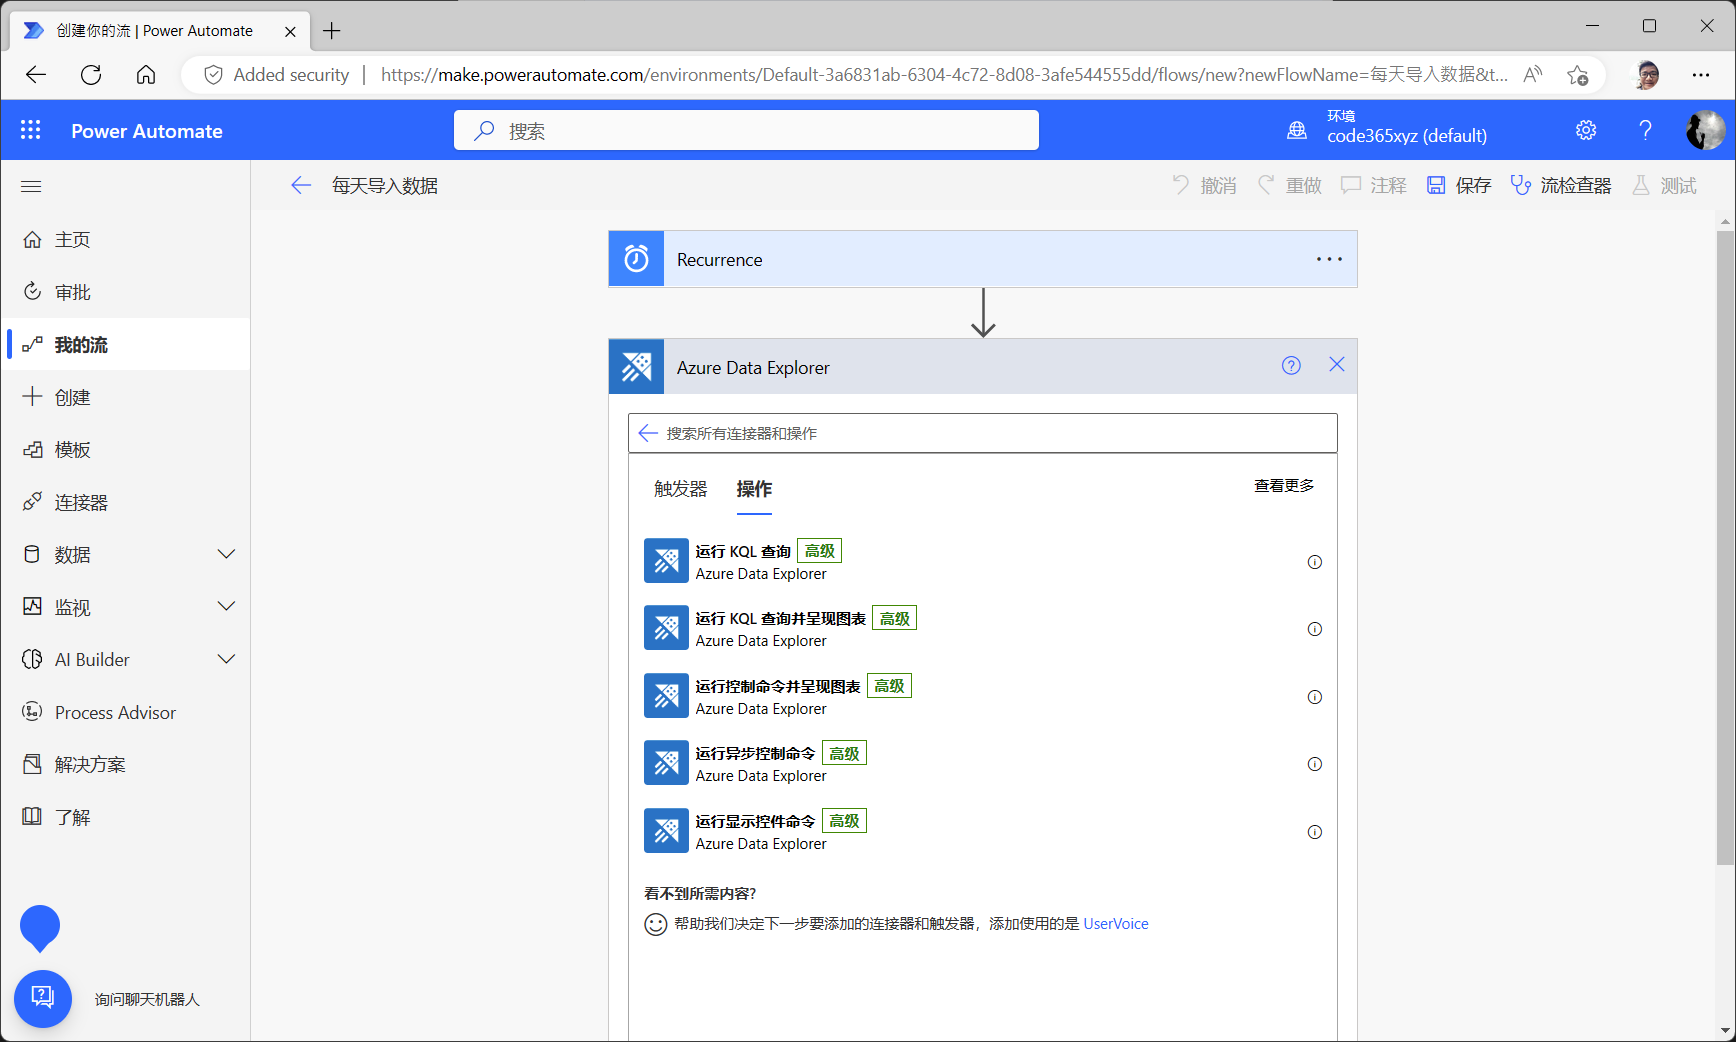 创建你的流 | Power Automate
Added security
https://make.powerautomate.com/environments/Default-3a6831ab-6304-4c72-8d08-3afe544555dd/flows/new?newFlowName=每天导入数据&t...
Power Automate
搜索
环境
code365xyz (default)
每天导入数据
撤消
重做
注释
保存
流检查器
测试
主页
审批
我的流
创建
模板
连接器
数据
监视
AI Builder
Process Advisor
解决方案
了解
询问聊天机器人
Recurrence
Azure Data Explorer
搜索所有连接器和操作
触发器
操作
查看更多
运行 KQL 查询 高级
Azure Data Explorer
运行 KQL 查询并呈现图表 高级
Azure Data Explorer
运行控制命令并呈现图表 高级
Azure Data Explorer
运行异步控制命令 高级
Azure Data Explorer
运行显示控件命令 高级
Azure Data Explorer
看不到所需内容?
帮助我们决定下一步要添加的连接器和触发器，添加使用的是 UserVoice